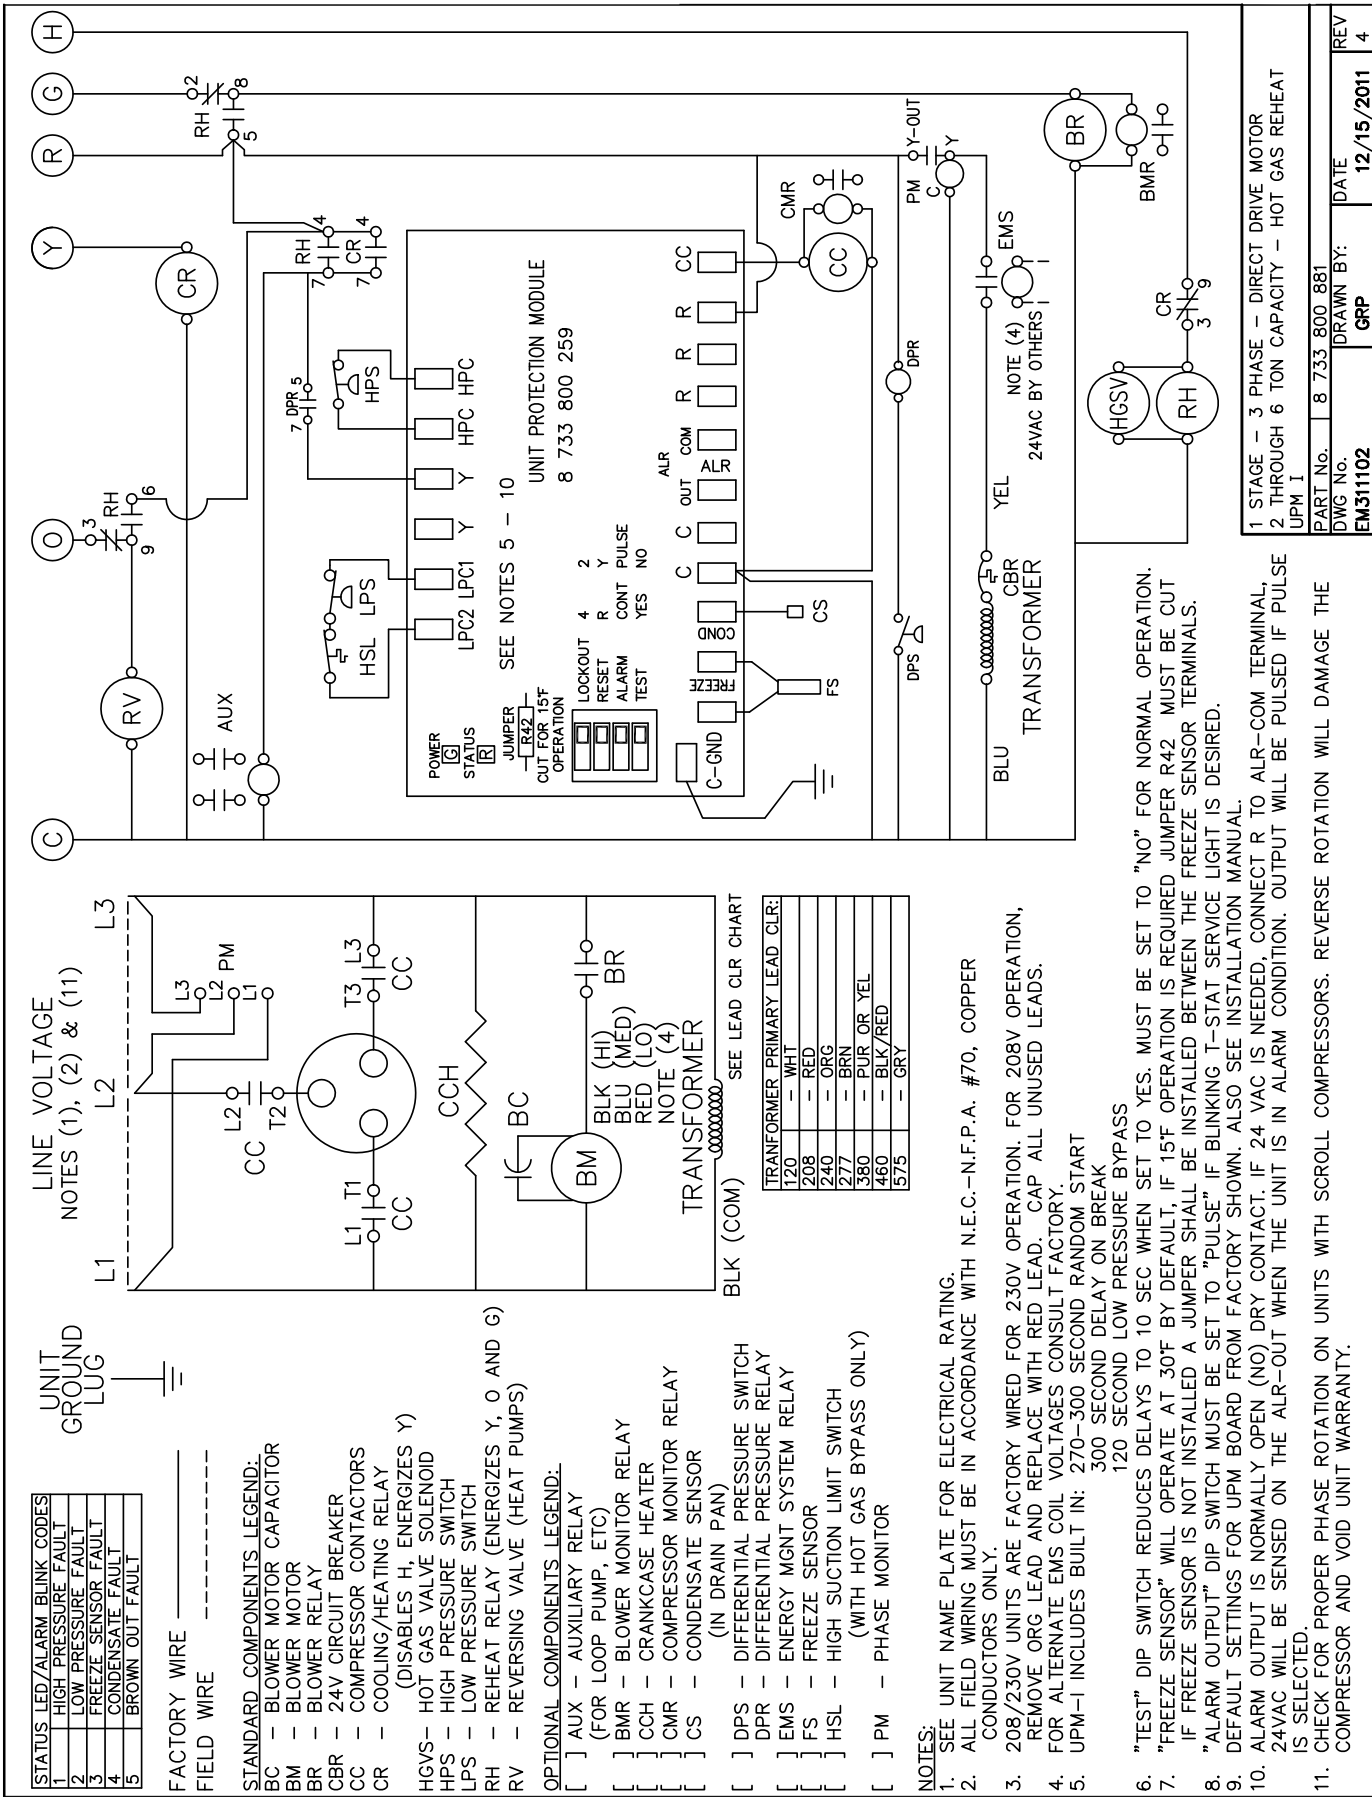 STATUS LED/ALARM BLINK CODES
1 HIGH PRESSURE FAULT
2 LOW PRESSURE FAULT
3 FREEZE SENSOR FAULT
4 CONDENSATE FAULT
5 BROWN OUT FAULT
FACTORY WIRE
FIELD WIRE
UNIT
GROUND
LUG
STANDARD COMPONENTS LEGEND:
BC – BLOWER MOTOR CAPACITOR
BM – BLOWER MOTOR
BR – BLOWER RELAY
CBR – 24V CIRCUIT BREAKER
CC – COMPRESSOR CONTACTORS
CR – COOLING/HEATING RELAY
(DISABLES H, ENERGIZES Y)
HGVS– HOT GAS VALVE SOLENOID
HPS – HIGH PRESSURE SWITCH
LPS – LOW PRESSURE SWITCH
RH – REHEAT RELAY (ENERGIZES Y, O AND G)
RV – REVERSING VALVE (HEAT PUMPS)
OPTIONAL COMPONENTS LEGEND:
[ ] AUX – AUXILIARY RELAY
(FOR LOOP PUMP, ETC)
[ ] BMR – BLOWER MONITOR RELAY
[ ] CCH – CRANKCASE HEATER
[ ] CMR – COMPRESSOR MONITOR RELAY
[ ] CS – CONDENSATE SENSOR
(IN DRAIN PAN)
[ ] DPS – DIFFERENTIAL PRESSURE SWITCH
[ ] DPR – DIFFERENTIAL PRESSURE RELAY
[ ] EMS – ENERGY MGNT SYSTEM RELAY
[ ] FS – FREEZE SENSOR
[ ] HSL – HIGH SUCTION LIMIT SWITCH
(WITH HOT GAS BYPASS ONLY)
[ ] PM – PHASE MONITOR
LINE VOLTAGE
NOTES (1), (2) & (11)
L1 L2 L3
L3
L2 PM
L1
L2
CC
T2
L1 T1
CC
T3 L3
CC
CCH
BC
BM
BLK (HI)
BLU (MED)
RED (LO)
NOTE (4)
BR
TRANSFORMER
BLK (COM)
SEE LEAD CLR CHART
TRANFORMER PRIMARY LEAD CLR:
120 – WHT
208 – RED
240 – ORG
277 – BRN
380 – PUR OR YEL
460 – BLK/RED
575 – GRY
C O Y R G H
RV
9 3
RH
6
AUX
CR
RH
2
8
5
RH
7 4
CR
7 4
7 DPR 5
HSL LPS
HPS
LPC2 LPC1 Y Y HPC HPC
POWER
G
STATUS
R
SEE NOTES 5 – 10
UNIT PROTECTION MODULE
8 733 800 259
JUMPER
R42
CUT FOR 15°F
OPERATION
LOCKOUT 4 2
RESET R Y
ALARM CONT PULSE
TEST YES NO
ALR
C-GND
FREEZE COND C C OUT COM R R R CC
ALR
FS
CS
CC
CMR
DPS
DPR
PM
Y-OUT
C Y
BLU
CBR
YEL
TRANSFORMER
EMS
NOTE (4)
24VAC BY OTHERS
BR
BMR
HGSV
RH
CR
3 9
NOTES:
1. SEE UNIT NAME PLATE FOR ELECTRICAL RATING.
2. ALL FIELD WIRING MUST BE IN ACCORDANCE WITH N.E.C.–N.F.P.A. #70, COPPER
CONDUCTORS ONLY.
3. 208/230V UNITS ARE FACTORY WIRED FOR 230V OPERATION. FOR 208V OPERATION,
REMOVE ORG LEAD AND REPLACE WITH RED LEAD. CAP ALL UNUSED LEADS.
4. FOR ALTERNATE EMS COIL VOLTAGES CONSULT FACTORY.
5. UPM–I INCLUDES BUILT IN: 270–300 SECOND RANDOM START
300 SECOND DELAY ON BREAK
120 SECOND LOW PRESSURE BYPASS
6. "TEST" DIP SWITCH REDUCES DELAYS TO 10 SEC WHEN SET TO YES. MUST BE SET TO "NO" FOR NORMAL OPERATION.
7. "FREEZE SENSOR" WILL OPERATE AT 30°F BY DEFAULT, IF 15°F OPERATION IS REQUIRED JUMPER R42 MUST BE CUT
IF FREEZE SENSOR IS NOT INSTALLED A JUMPER SHALL BE INSTALLED BETWEEN THE FREEZE SENSOR TERMINALS.
8. "ALARM OUTPUT" DIP SWITCH MUST BE SET TO "PULSE" IF BLINKING T–STAT SERVICE LIGHT IS DESIRED.
9. DEFAULT SETTINGS FOR UPM BOARD FROM FACTORY SHOWN. ALSO SEE INSTALLATION MANUAL.
10. ALARM OUTPUT IS NORMALLY OPEN (NO) DRY CONTACT. IF 24 VAC IS NEEDED, CONNECT R TO ALR–COM TERMINAL,
24VAC WILL BE SENSED ON THE ALR–OUT WHEN THE UNIT IS IN ALARM CONDITION. OUTPUT WILL BE PULSED IF PULSE
IS SELECTED.
11. CHECK FOR PROPER PHASE ROTATION ON UNITS WITH SCROLL COMPRESSORS. REVERSE ROTATION WILL DAMAGE THE
COMPRESSOR AND VOID UNIT WARRANTY.
1 STAGE – 3 PHASE – DIRECT DRIVE MOTOR
2 THROUGH 6 TON CAPACITY – HOT GAS REHEAT
UPM I
PART No. 8 733 800 881
DWG No. DRAWN BY: DATE REV
EM311102 GRP 12/15/2011 4